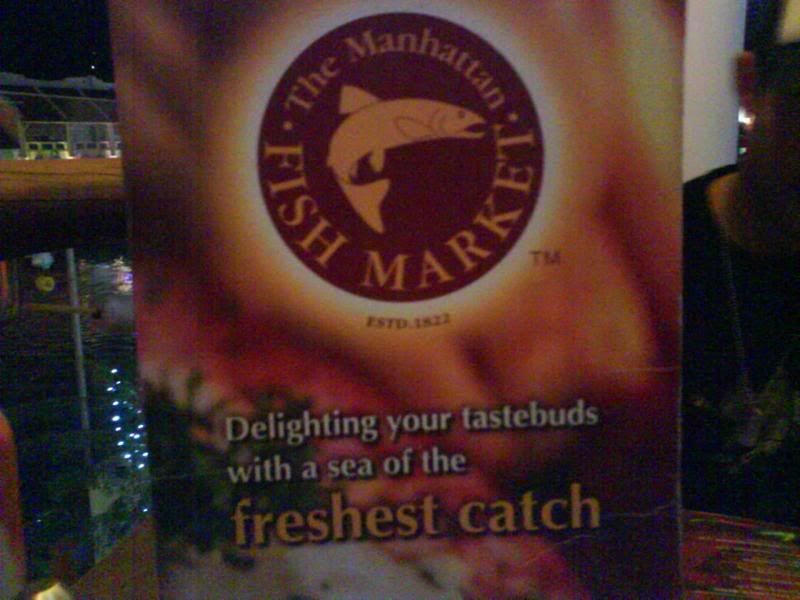 The Manhattan
FISH MARKET
TM
ESTD.1822
Delighting your tastebuds
with a sea of the
freshest catch